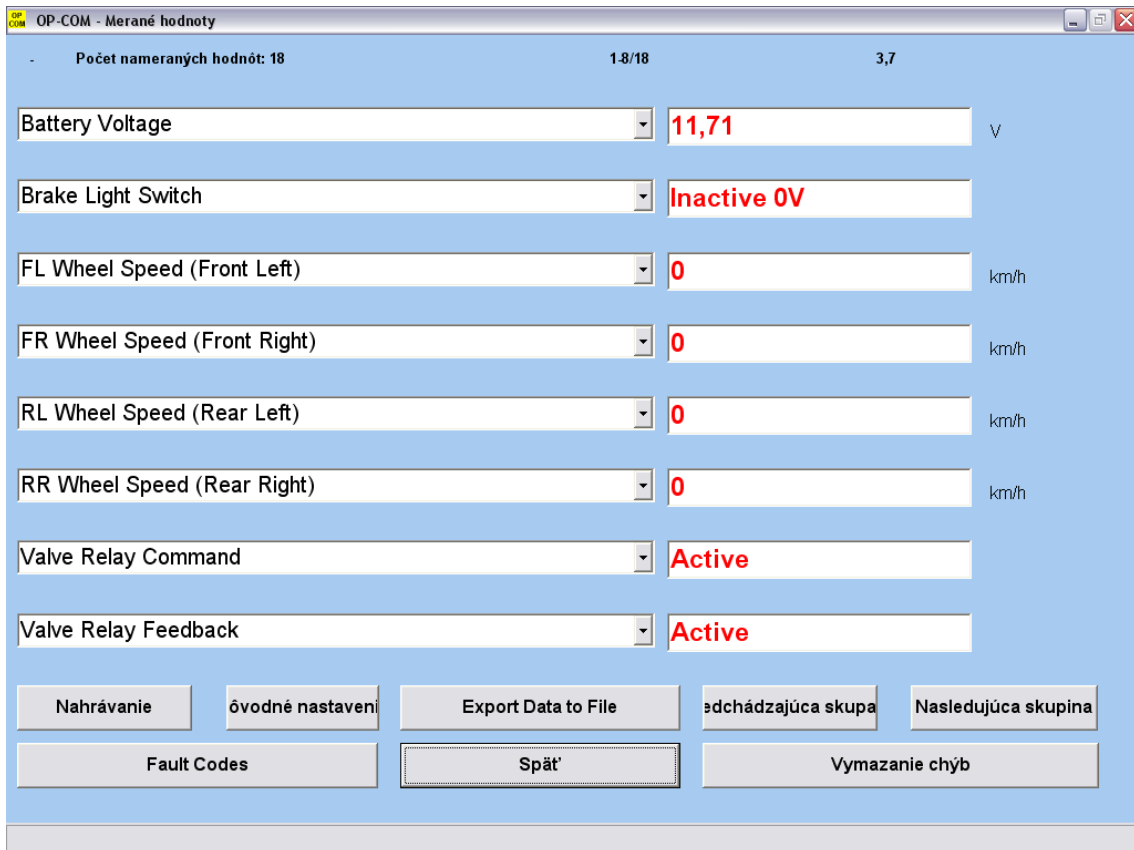 OP COM OP-COM - Merané hodnoty
- Počet nameraných hodnôt: 18 1-8/18 3,7
Battery Voltage 11,71 V
Brake Light Switch Inactive 0V
FL Wheel Speed (Front Left) 0 km/h
FR Wheel Speed (Front Right) 0 km/h
RL Wheel Speed (Rear Left) 0 km/h
RR Wheel Speed (Rear Right) 0 km/h
Valve Relay Command Active
Valve Relay Feedback Active
Nahrávanie ôvodné nastaveni Export Data to File edchádzajúca skupa Nasledujúca skupina
Fault Codes Späť Vymazanie chýb